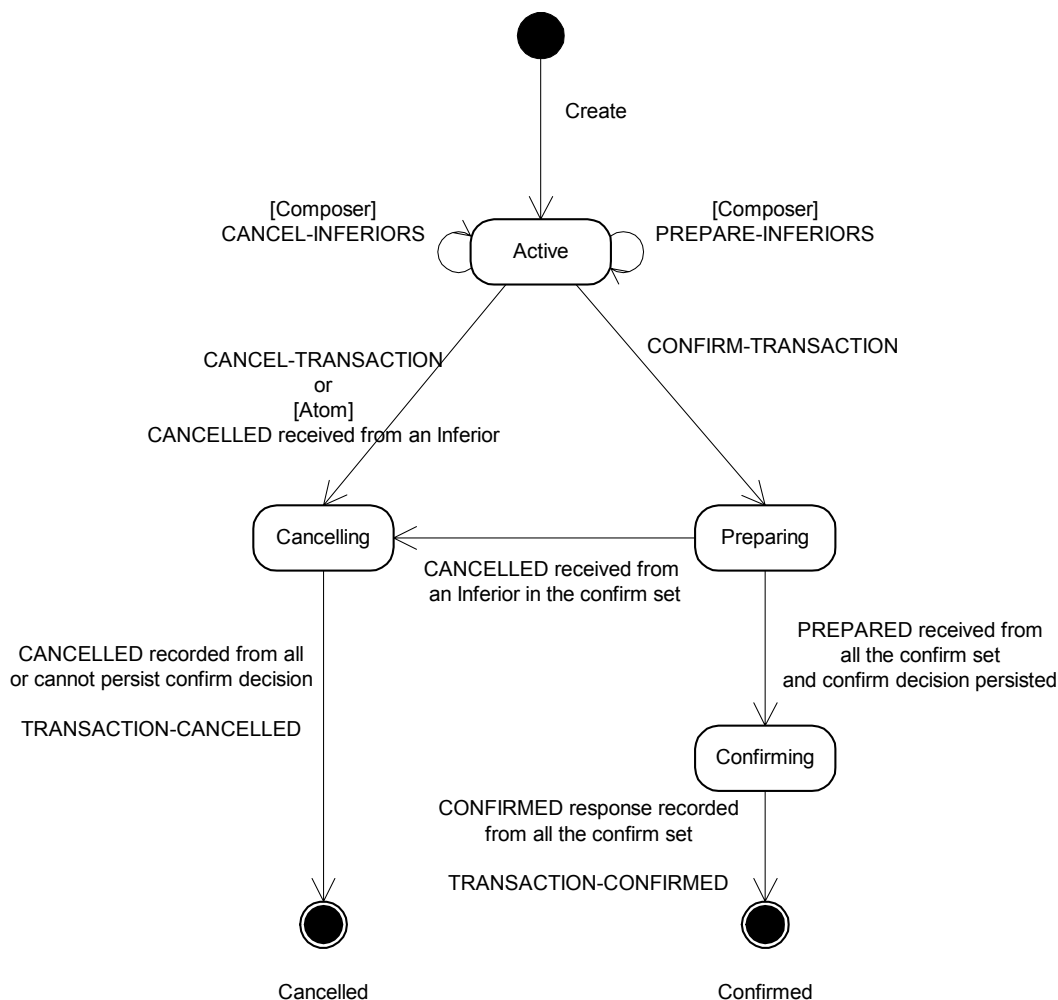 Create
[Composer]
CANCEL-INFERIORS
[Composer]
PREPARE-INFERIORS
Active
CANCEL-TRANSACTION
or
[Atom]
CANCELLED received from an Inferior
CONFIRM-TRANSACTION
Cancelling
Preparing
CANCELLED received from
an Inferior in the confirm set
CANCELLED recorded from all
or cannot persist confirm decision
TRANSACTION-CANCELLED
PREPARED received from
all the confirm set
and confirm decision persisted
Confirming
CONFIRMED response recorded
from all the confirm set
TRANSACTION-CONFIRMED
Cancelled
Confirmed